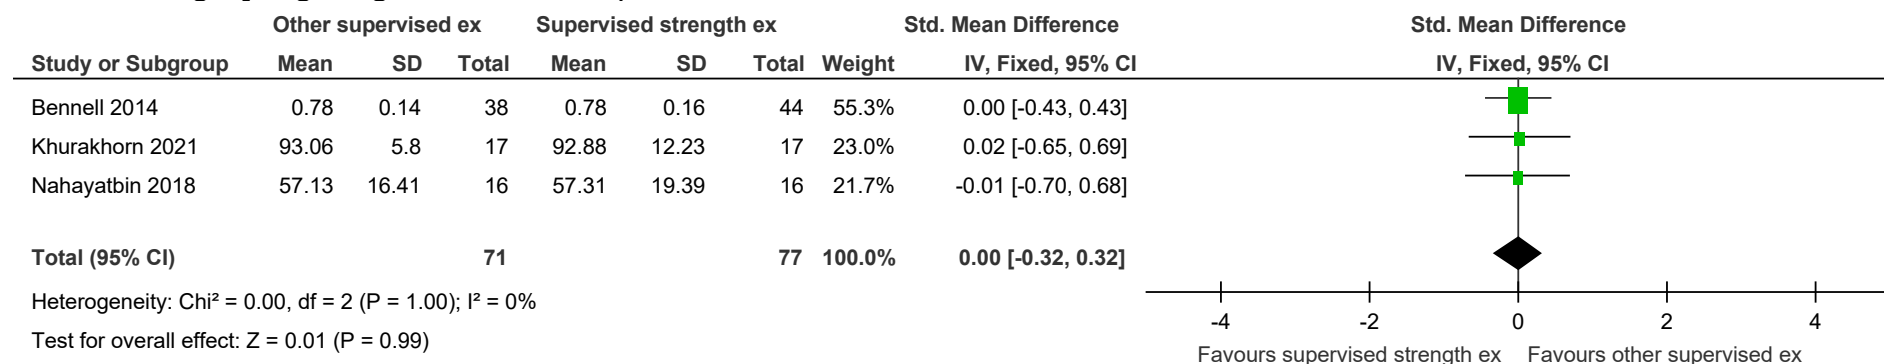 Other supervised ex Supervised strength ex Std. Mean Difference Std. Mean Difference
Study or Subgroup Mean SD Total Mean SD Total Weight IV, Fixed, 95% CI IV, Fixed, 95% CI
Bennell 2014 0.78 0.14 38 0.78 0.16 44 55.3% 0.00 [-0.43, 0.43]
Khurakhorn 2021 93.06 5.8 17 92.88 12.23 17 23.0% 0.02 [-0.65, 0.69]
Nahayatbin 2018 57.13 16.41 16 57.31 19.39 16 21.7% -0.01 [-0.70, 0.68]
Total (95% CI) 71 77 100.0% 0.00 [-0.32, 0.32]
Heterogeneity: Chi² = 0.00, df = 2 (P = 1.00); I² = 0%
Test for overall effect: Z = 0.01 (P = 0.99)
-4 -2 0 2 4
Favours supervised strength ex Favours other supervised ex